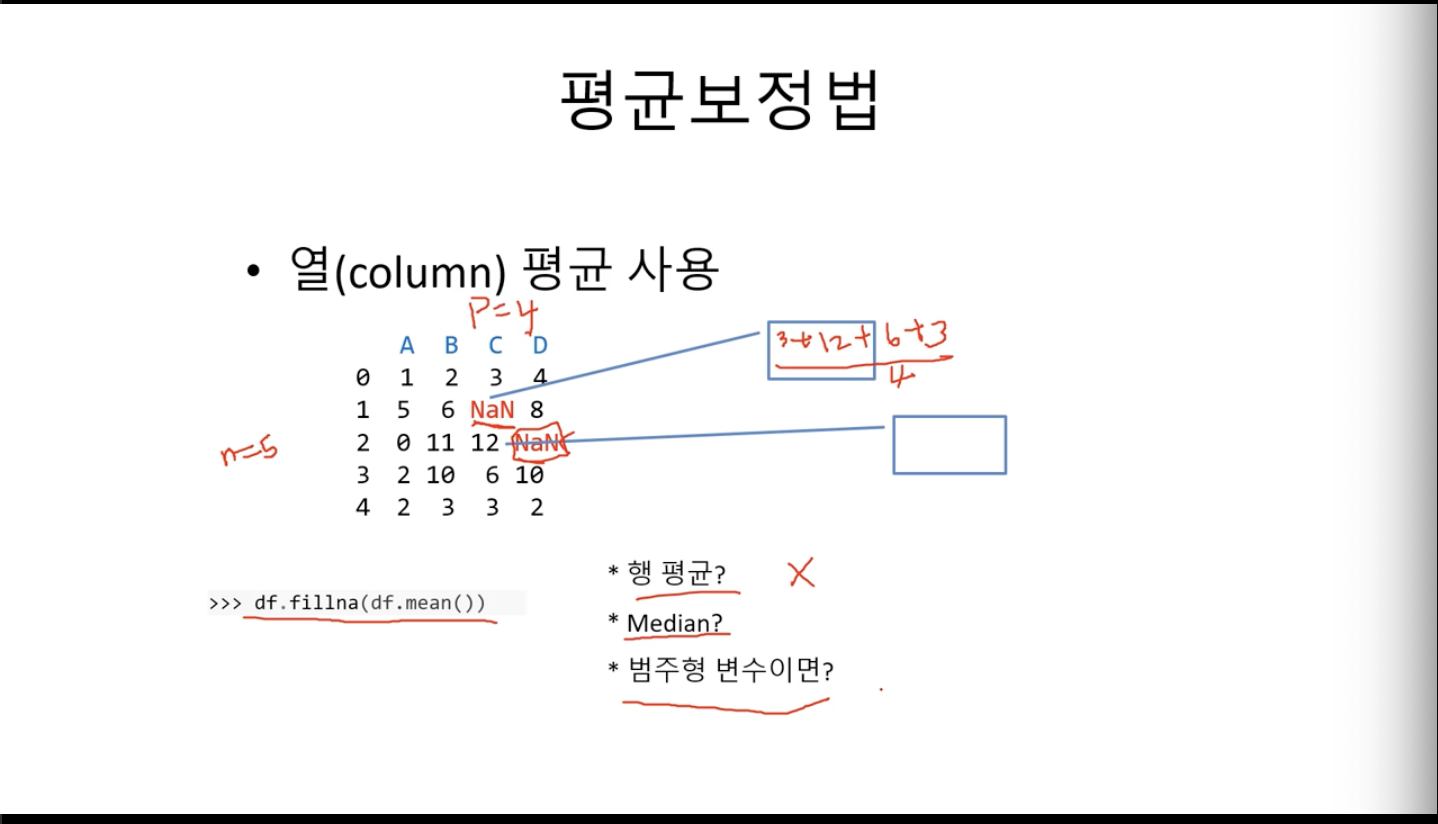 평균보정법
• 열(column) 평균 사용
P=4
A B C D
0 1 2 3 4
1 5 6 NaN 8
2 0 11 12 NaN
3 2 10 6 10
4 2 3 3 2
n=5
3+12+6+3
4
>>> df.fillna(df.mean())
* 행 평균? X
* Median?
* 범주형 변수이면?